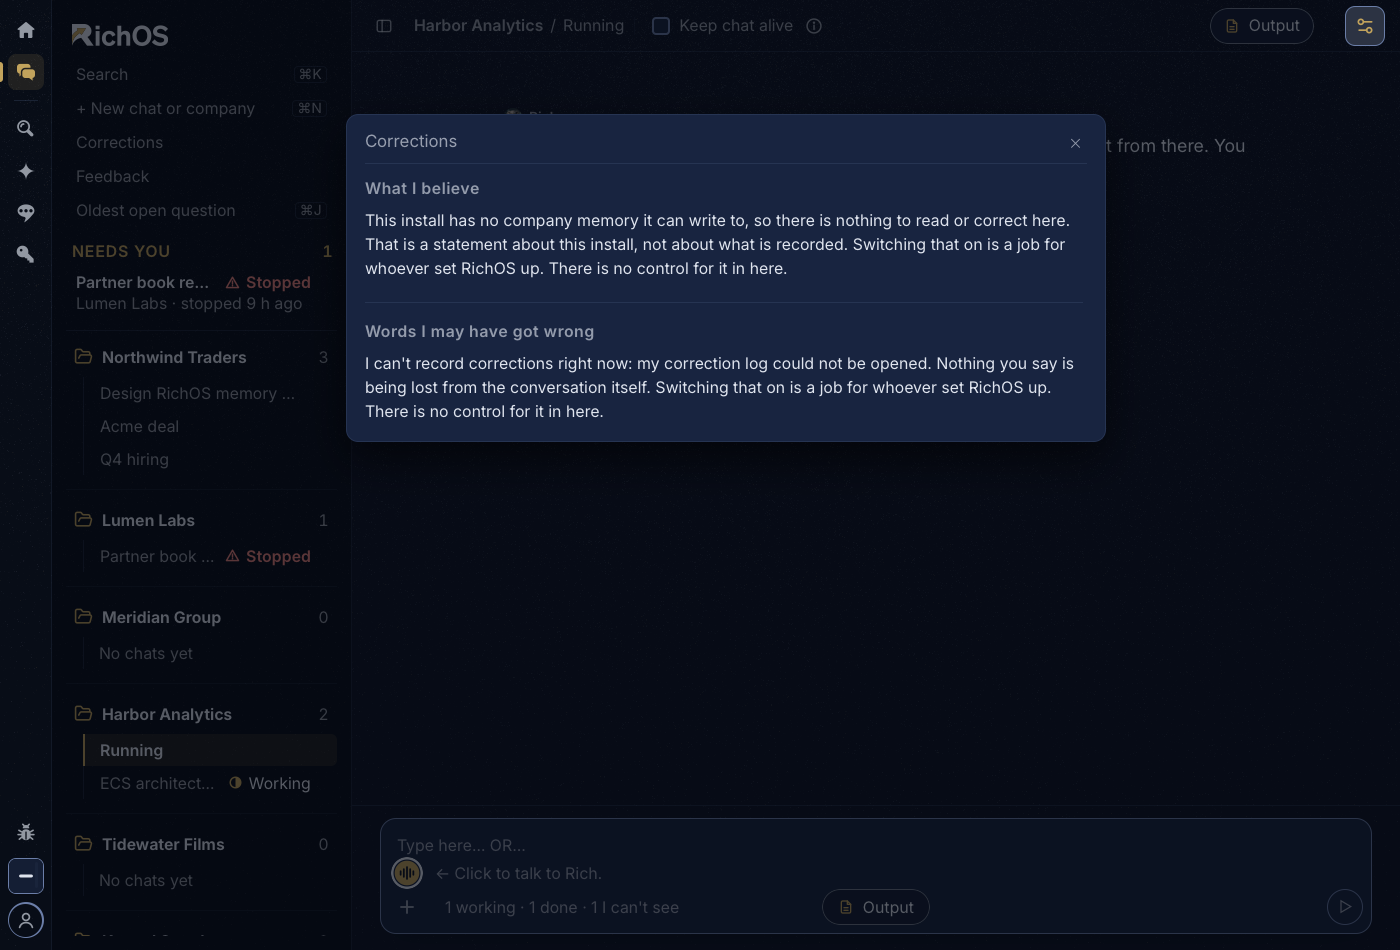 RichOS
Search ⌘K
+ New chat or company ⌘N
Corrections
Feedback
Oldest open question ⌘J
NEEDS YOU 1
Partner book re... Stopped
Lumen Labs · stopped 9 h ago
Northwind Traders 3
Design RichOS memory ...
Acme deal
Q4 hiring
Lumen Labs 1
Partner book ... Stopped
Meridian Group 0
No chats yet
Harbor Analytics 2
Running
ECS architect... Working
Tidewater Films 0
No chats yet
Harbor Analytics / Running
Keep chat alive
Output
t from there. You
Corrections
What I believe
This install has no company memory it can write to, so there is nothing to read or correct here.
That is a statement about this install, not about what is recorded. Switching that on is a job for
whoever set RichOS up. There is no control for it in here.
Words I may have got wrong
I can't record corrections right now: my correction log could not be opened. Nothing you say is
being lost from the conversation itself. Switching that on is a job for whoever set RichOS up.
There is no control for it in here.
Type here... OR...
← Click to talk to Rich.
1 working · 1 done · 1 I can't see
Output